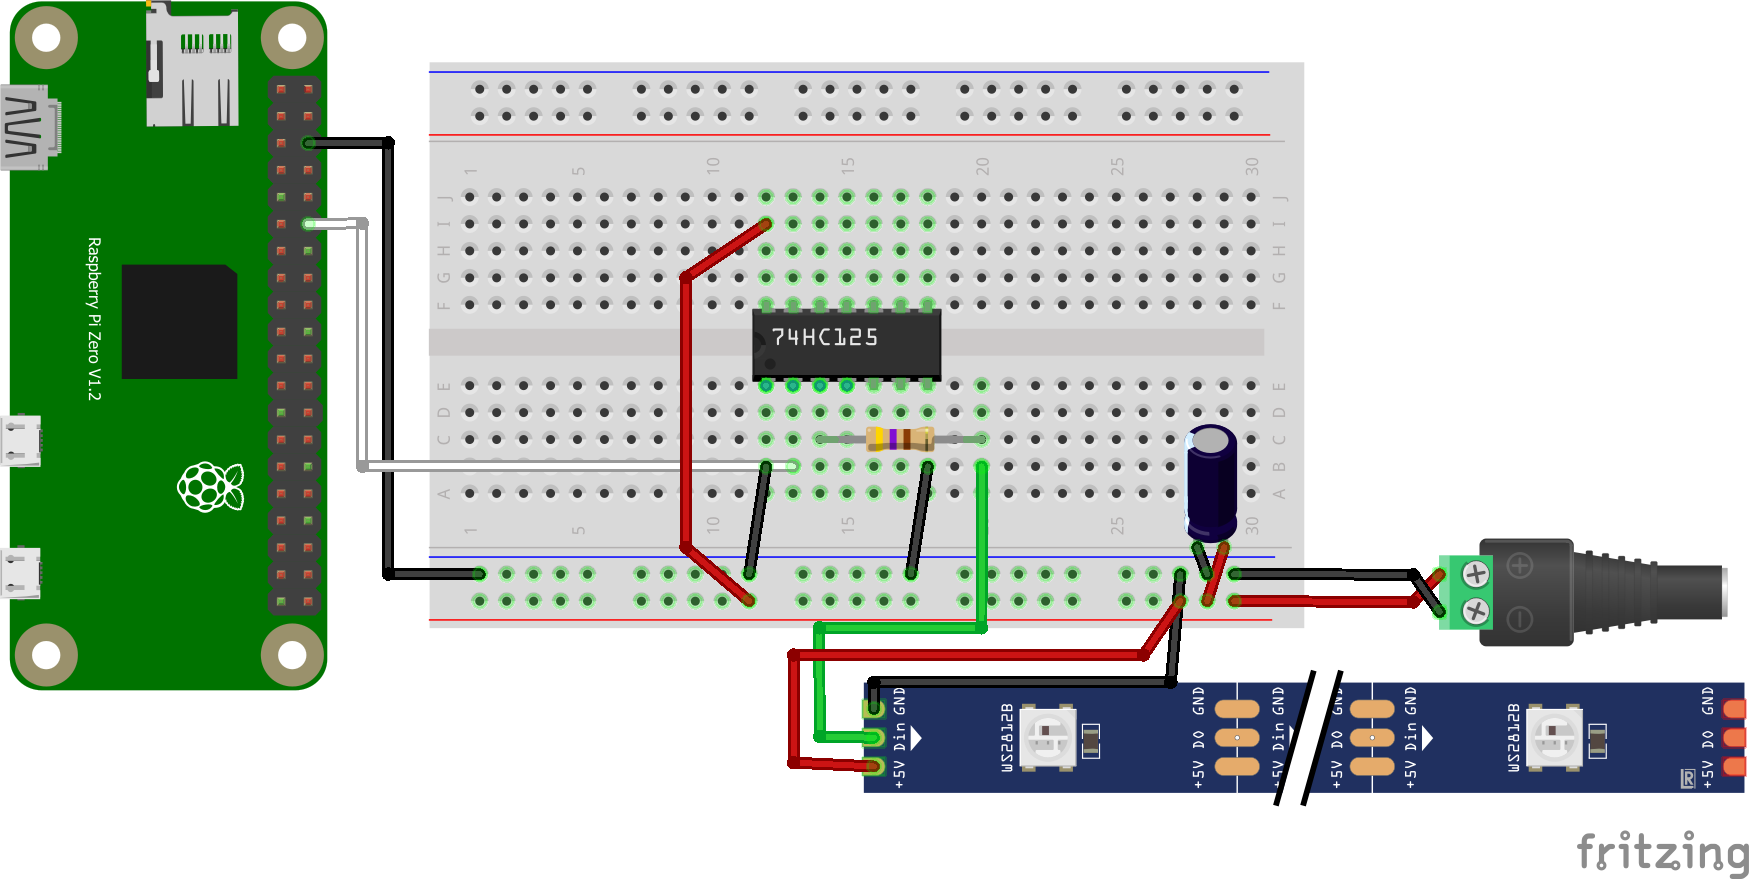 Raspberry Pi Zero V1.2
1 5 10 15 20 25 30
J J
I I
H H
G G
F F
74HC125
E E
D D
C C
B B
A A
1 5 10 15 25 30
GND
Din
+5V
WS2812B
GND
DO
+5V
GND
Din
+5V
GND
DO
+5V
GND
Din
+5V
WS2812B
R
GND
DO
+5V
fritzing